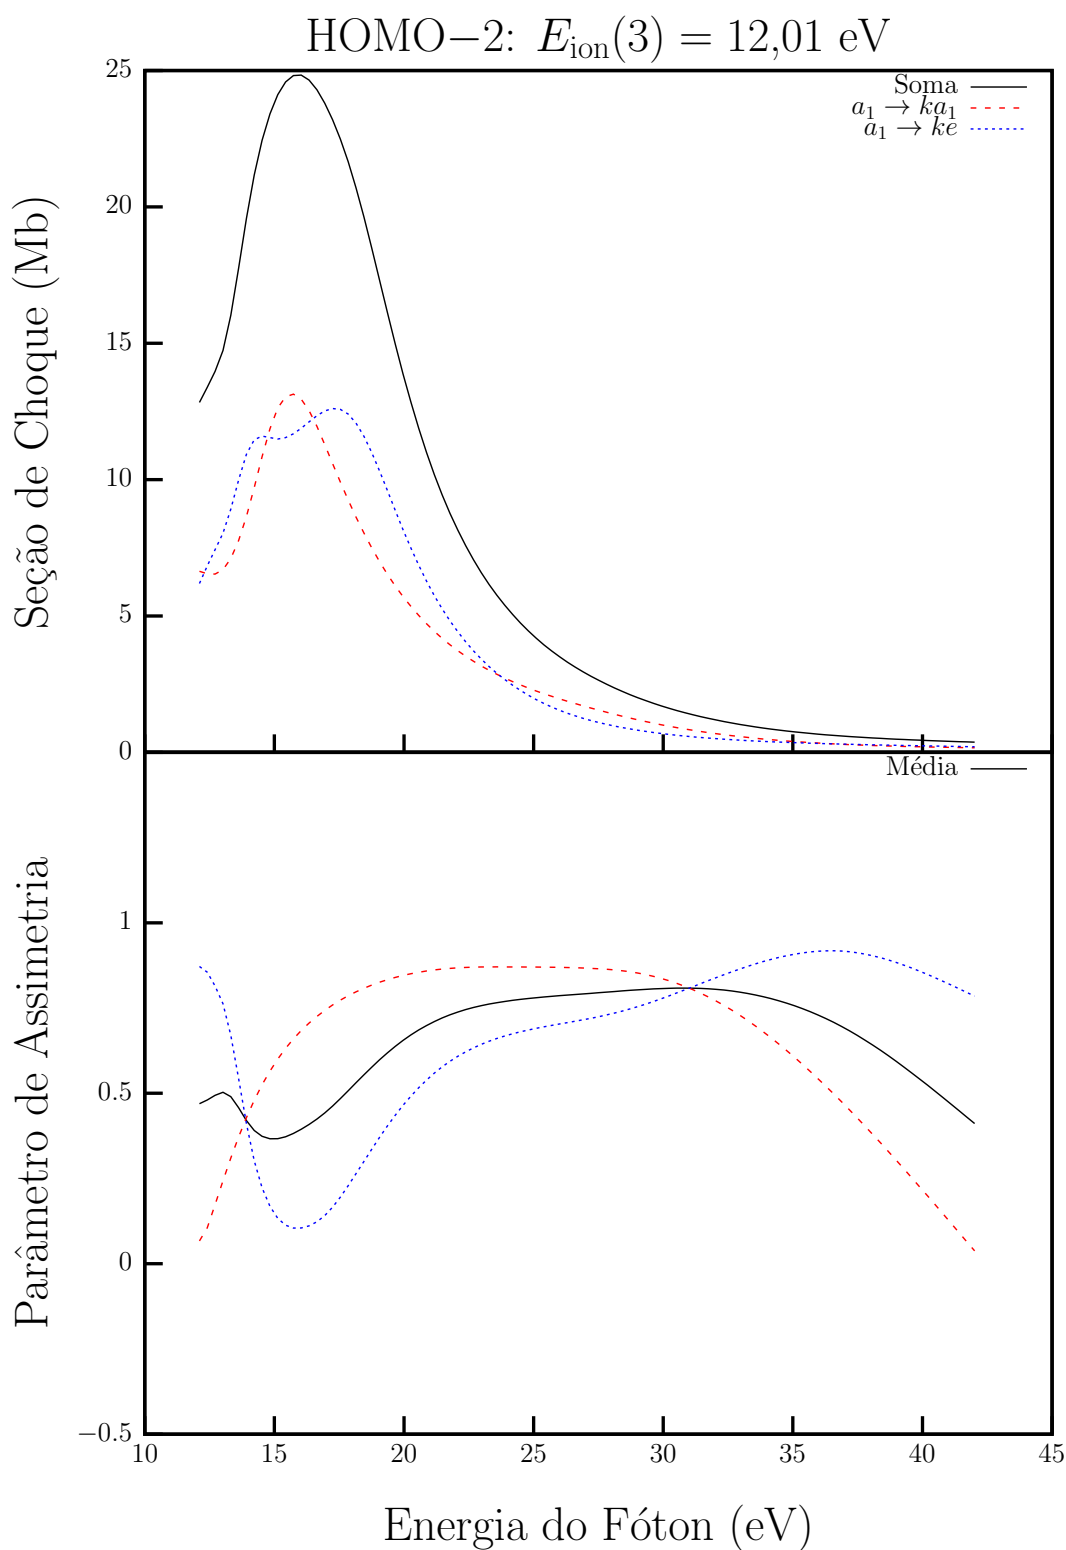 HOMO−2: E_ion(3) = 12,01 eV
25
Soma
a₁ → ka₁
a₁ → ke
20
15
10
5
0
Seção de Choque (Mb)
Média
1
0.5
0
−0.5
Parâmetro de Assimetria
10 15 20 25 30 35 40 45
Energia do Fóton (eV)